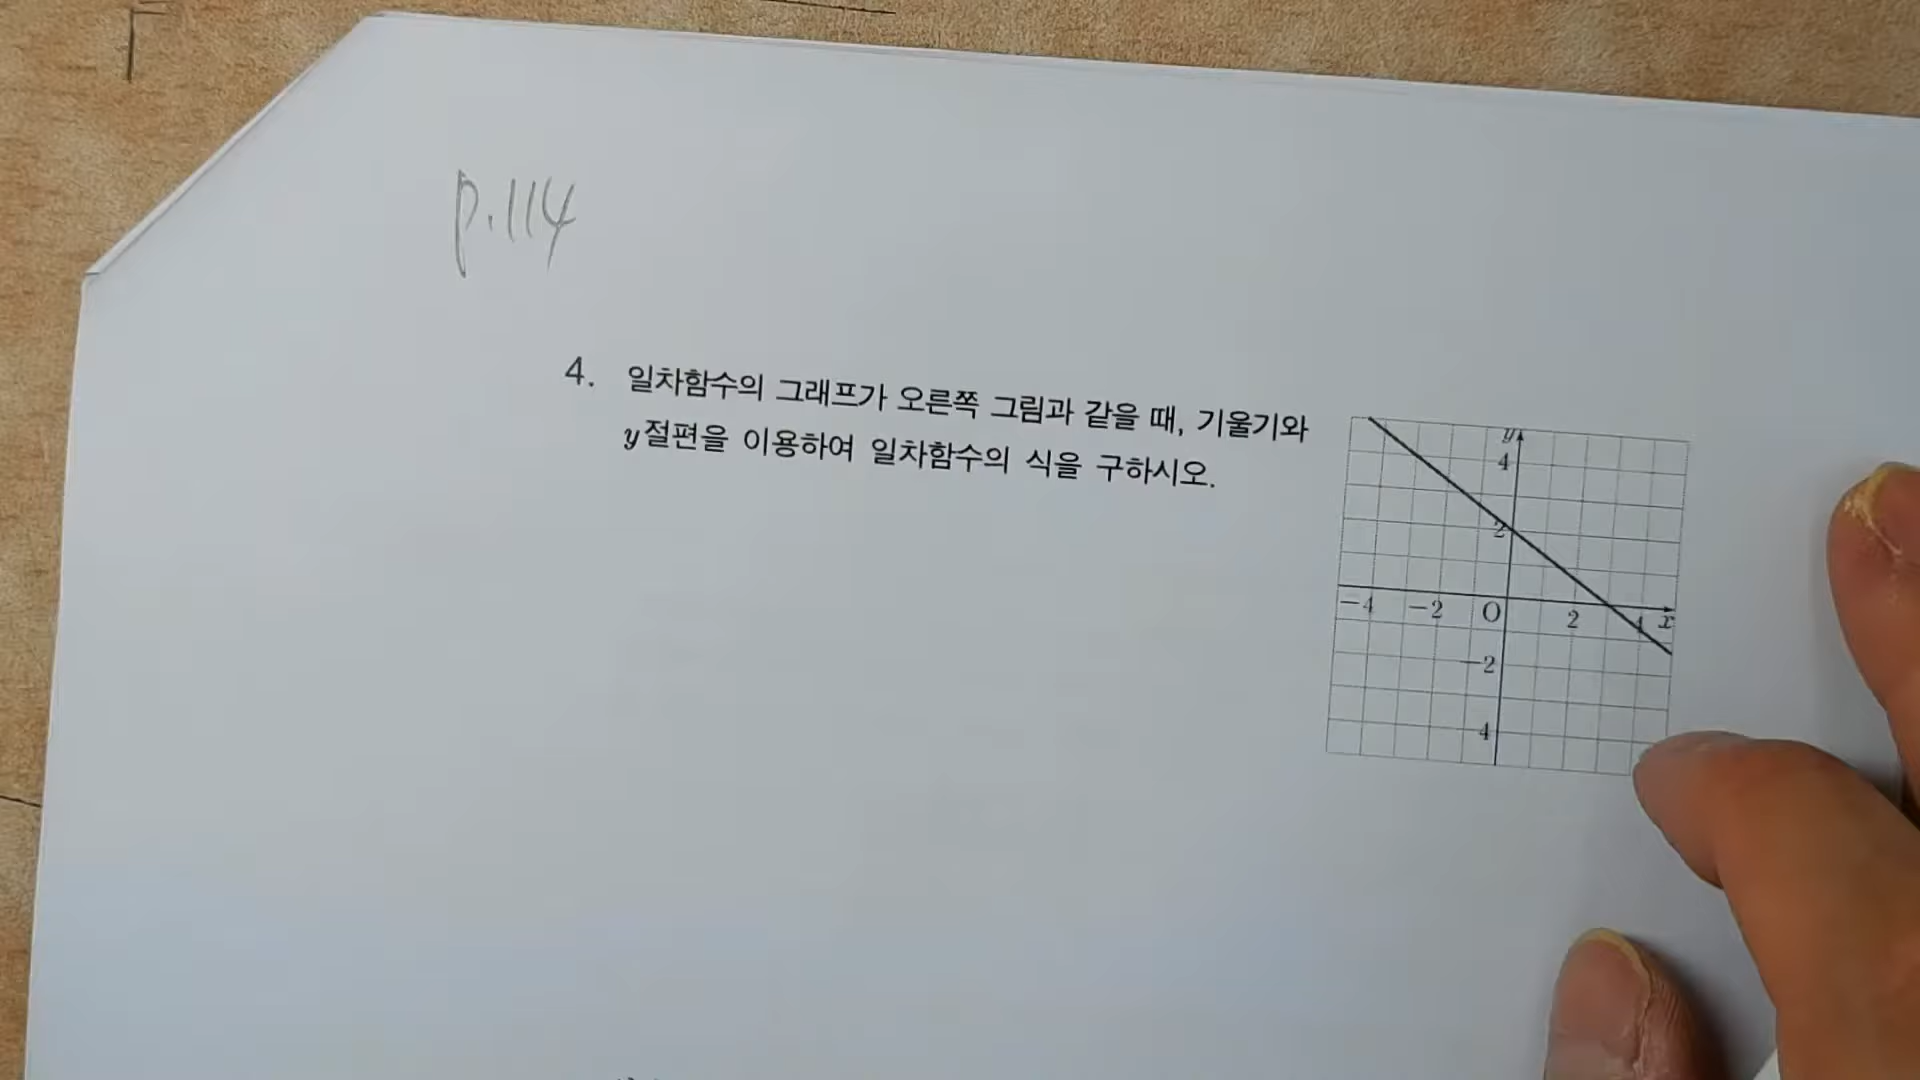 p.114
4. 일차함수의 그래프가 오른쪽 그림과 같을 때, 기울기와
y절편을 이용하여 일차함수의 식을 구하시오.
y
4
2
-4 -2 O 2 4 x
-2
4